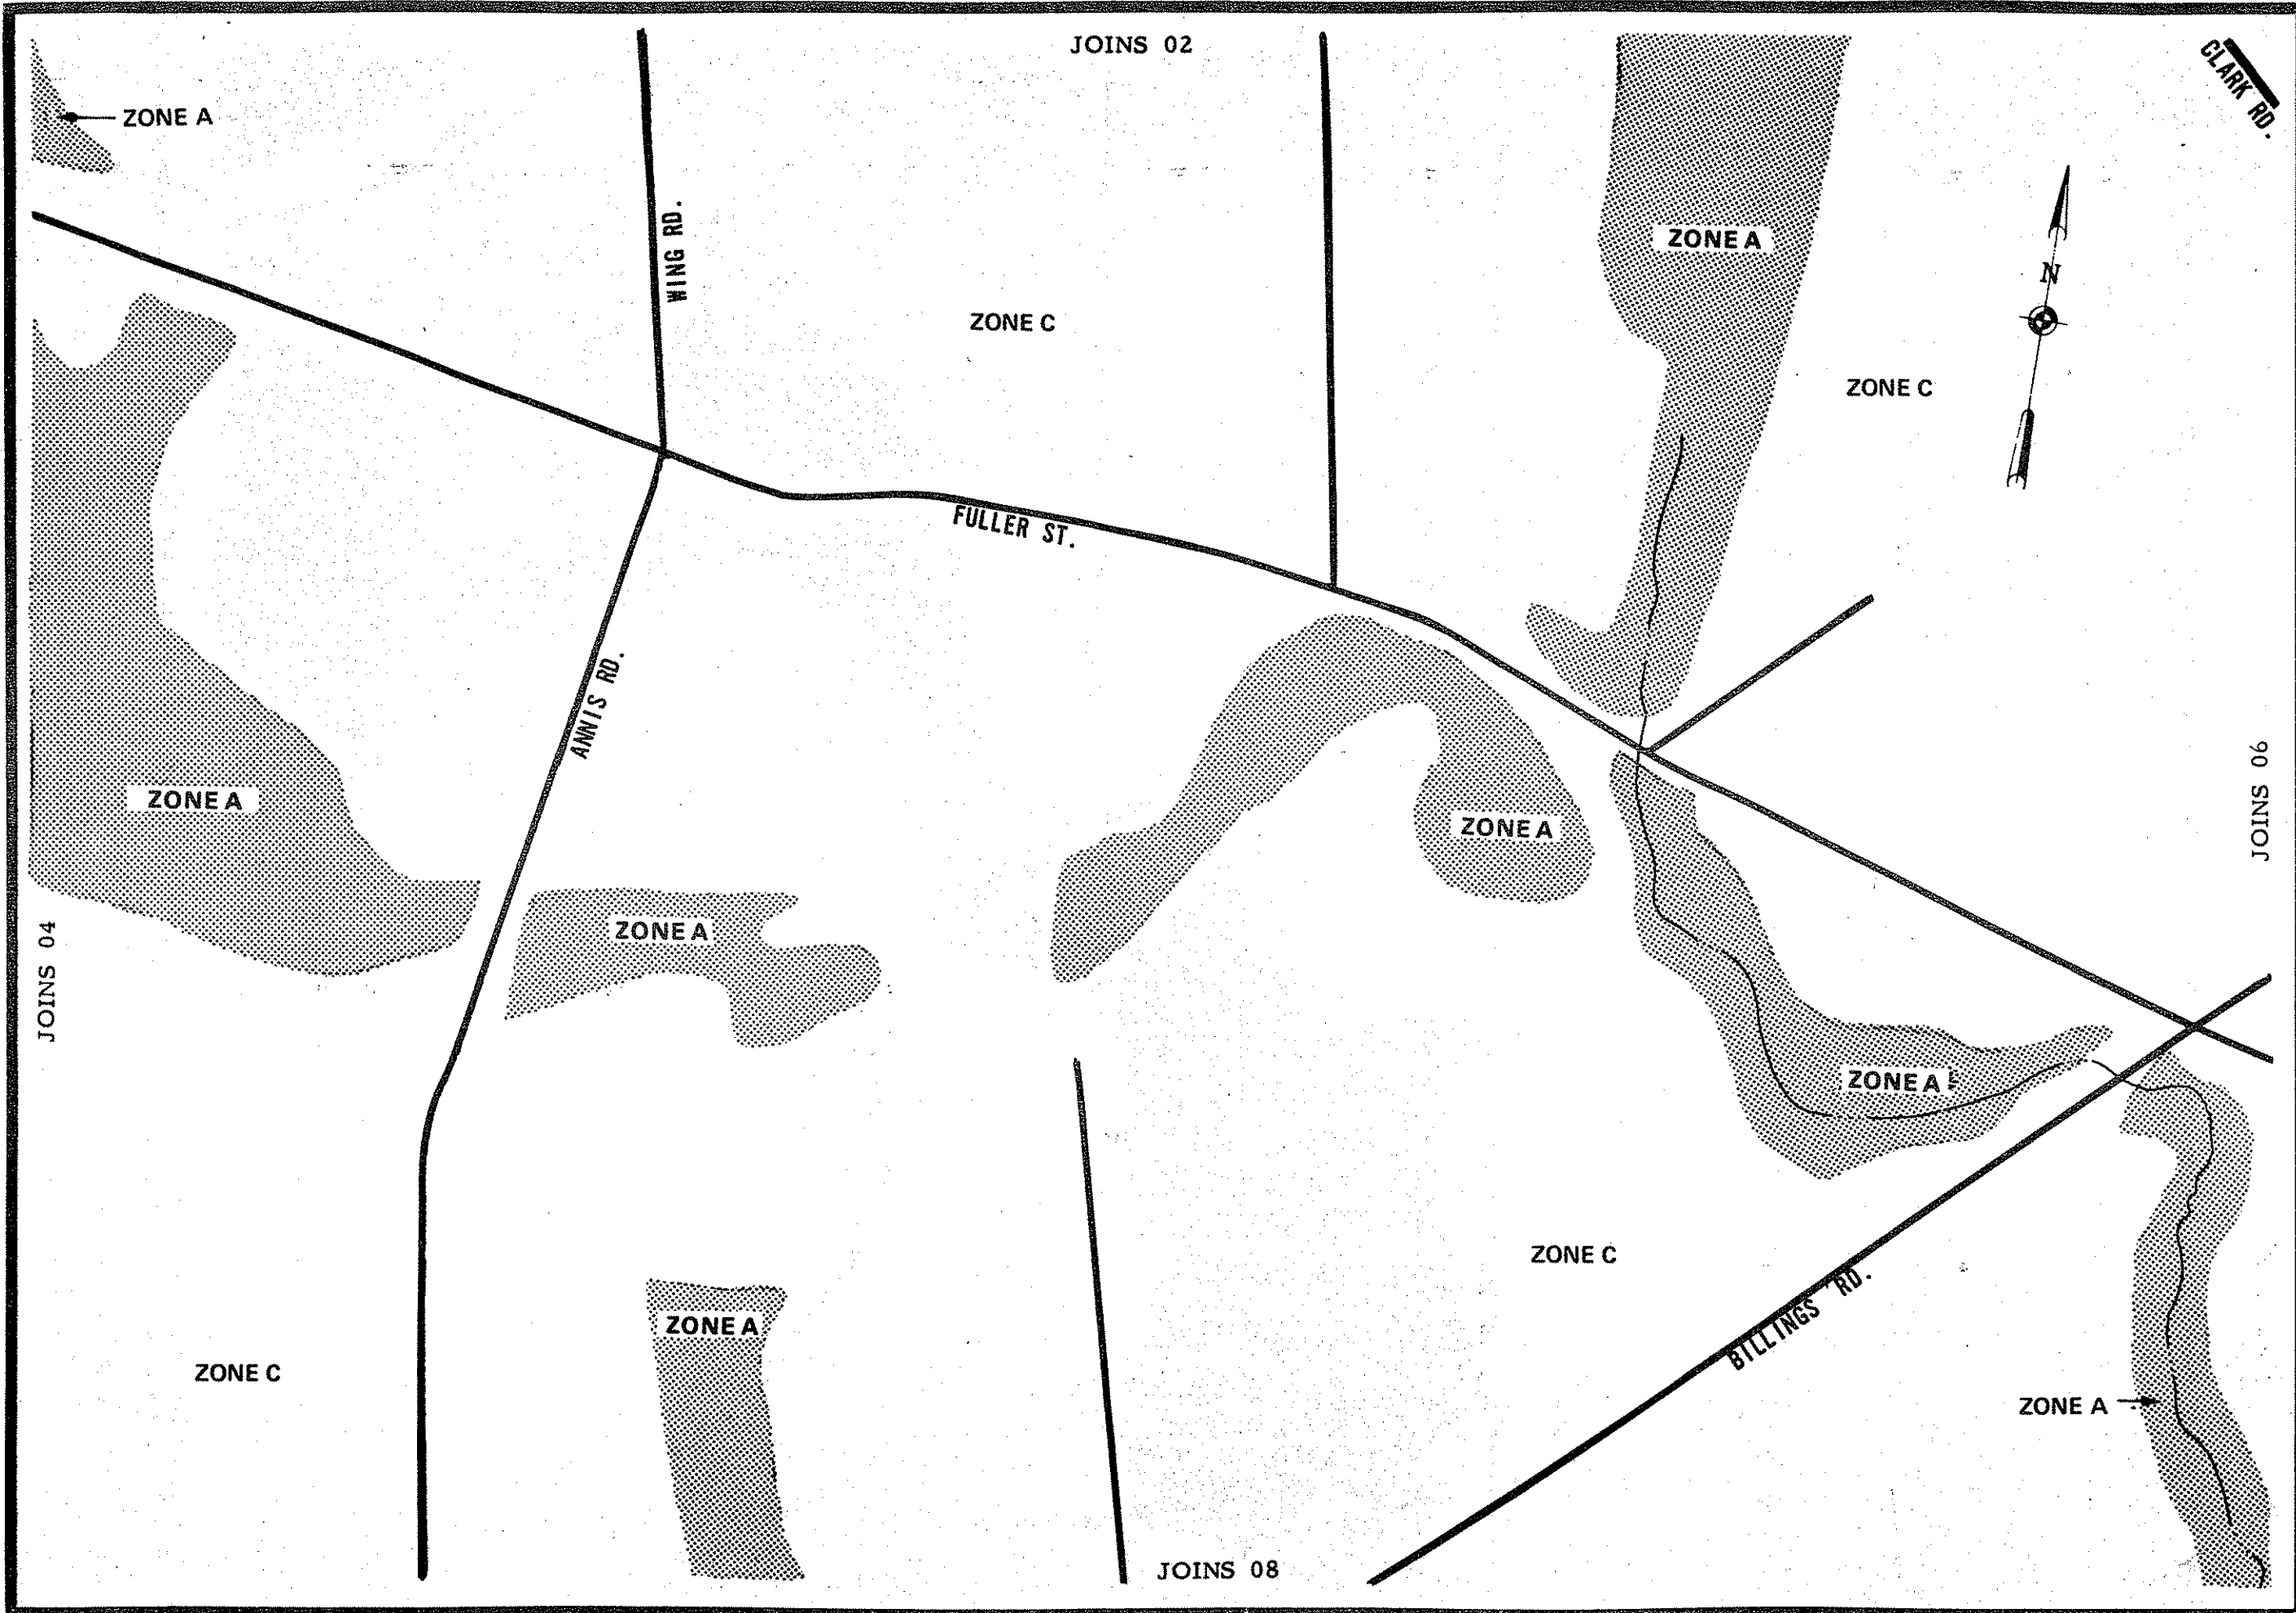 JOINS 02
CLARK RD.
ZONE A
WING RD.
ZONE A
N
ZONE C
ZONE C
FULLER ST.
ANNIS RD.
ZONE A
ZONE A
JOINS 06
ZONE A
JOINS 04
ZONE A
ZONE C
BILLINGS RD.
ZONE A
ZONE C
ZONE A
JOINS 08